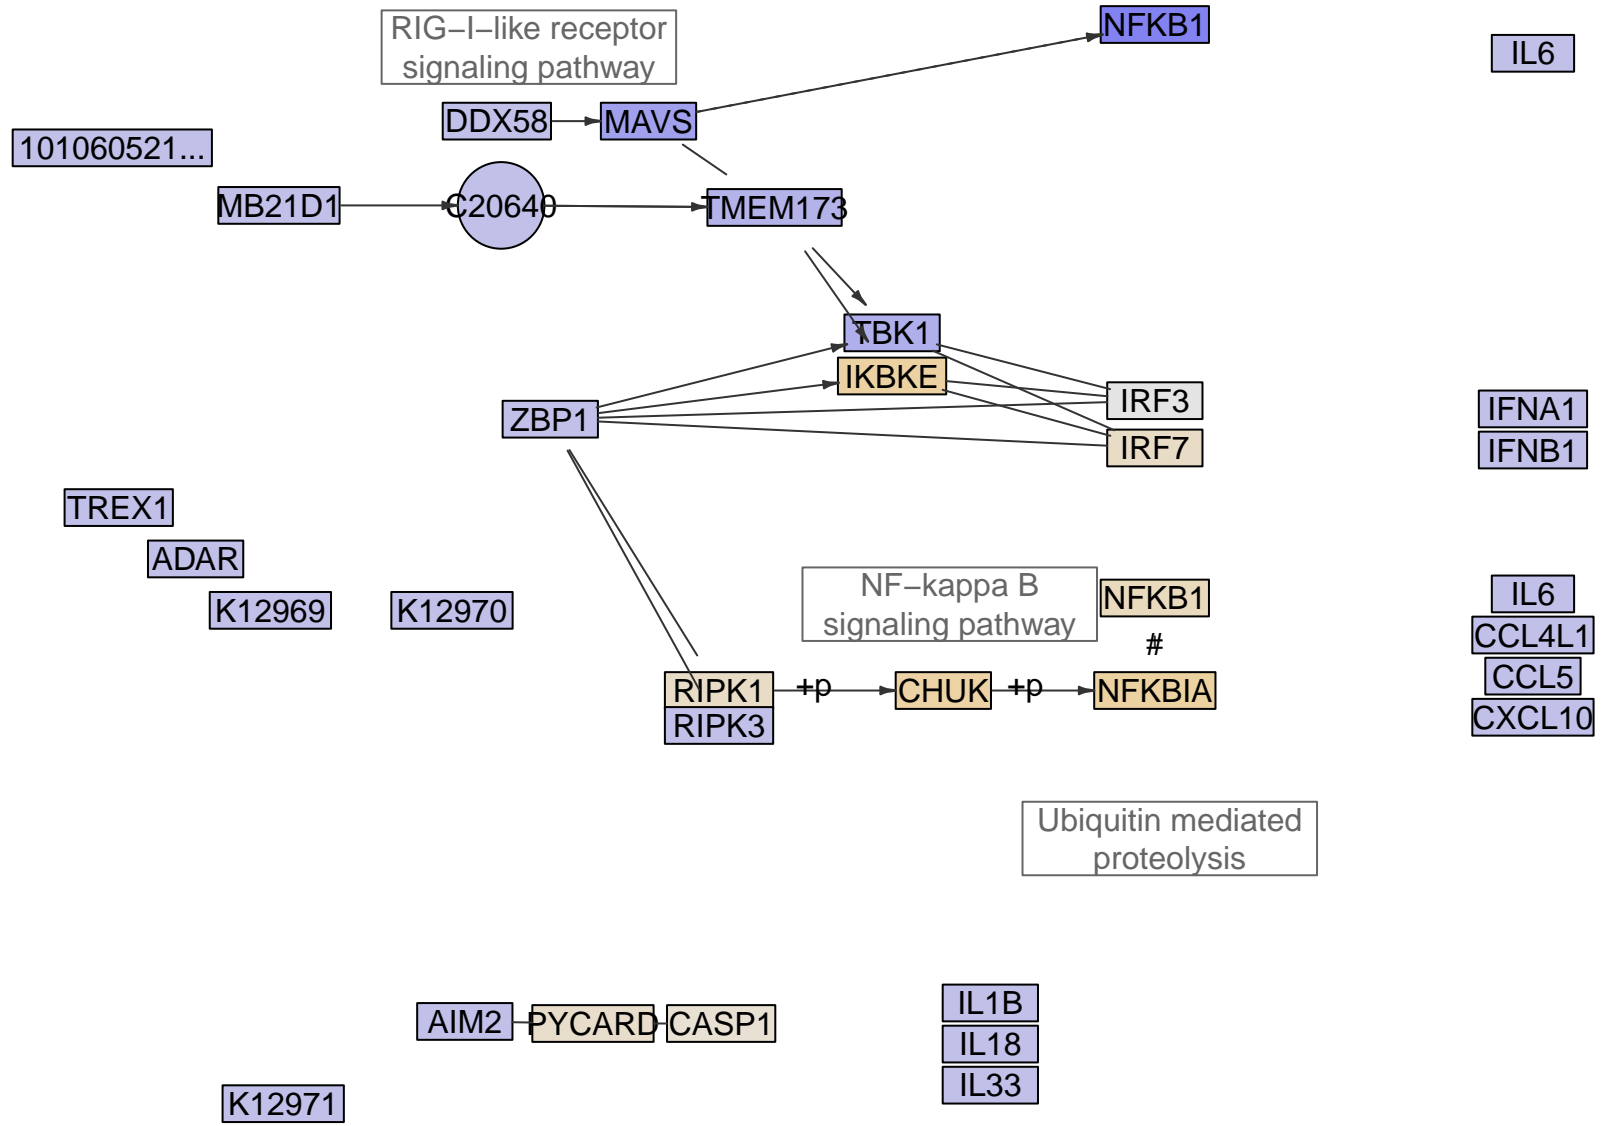 RIG−I−like receptor
signaling pathway
NFKB1
IL6
DDX58
MAVS
101060521...
MB21D1
C20640
TMEM173
TBK1
IKBKE
ZBP1
IRF3
IRF7
IFNA1
IFNB1
TREX1
ADAR
K12969
K12970
NF−kappa B
signaling pathway
NFKB1
#
IL6
CCL4L1
CCL5
CXCL10
RIPK1
+p
CHUK
+p
NFKBIA
RIPK3
Ubiquitin mediated
proteolysis
AIM2
PYCARD
CASP1
IL1B
IL18
IL33
K12971